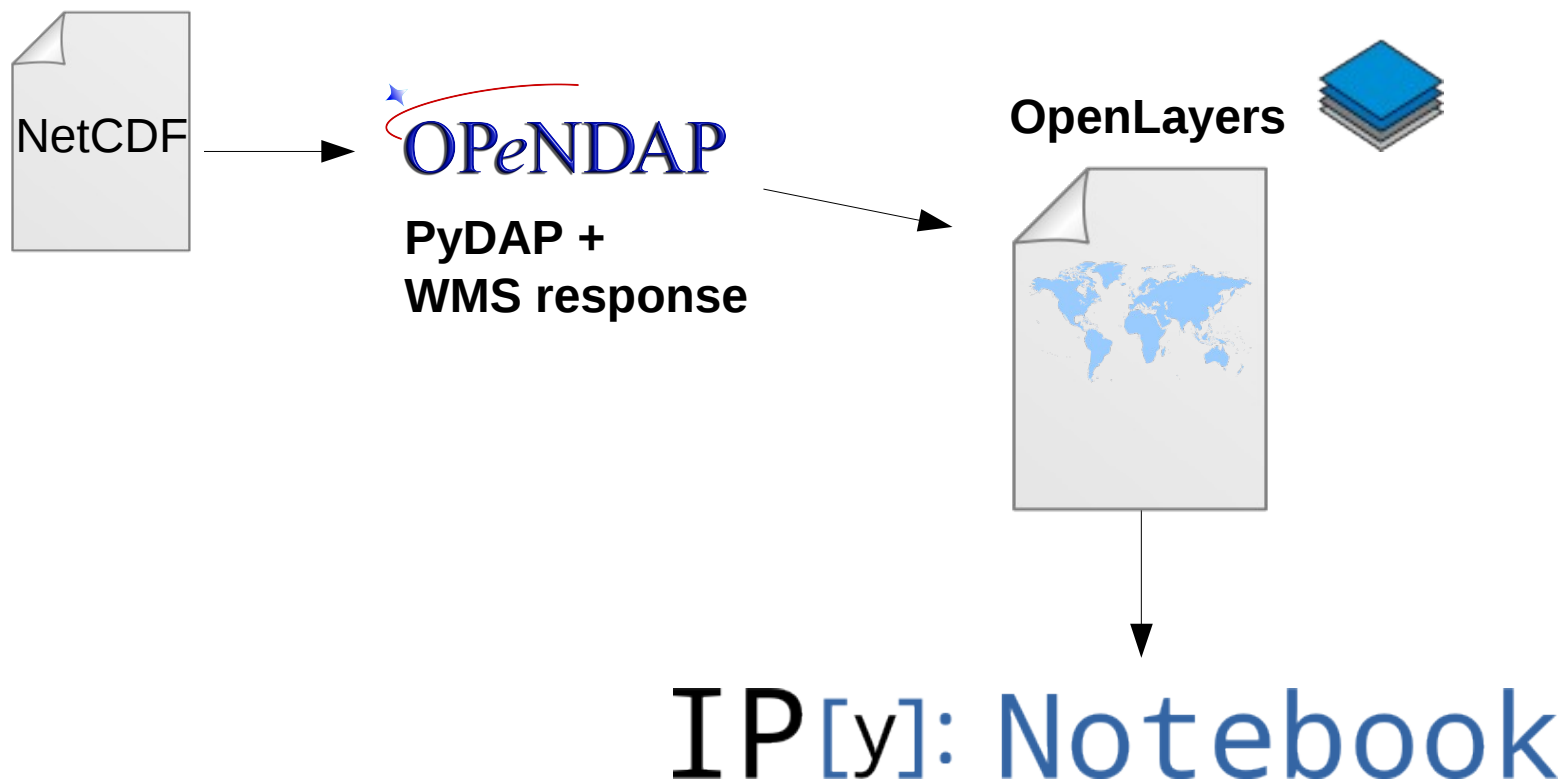 NetCDF
OPeNDAP
PyDAP +
WMS response
OpenLayers
IP[y]: Notebook